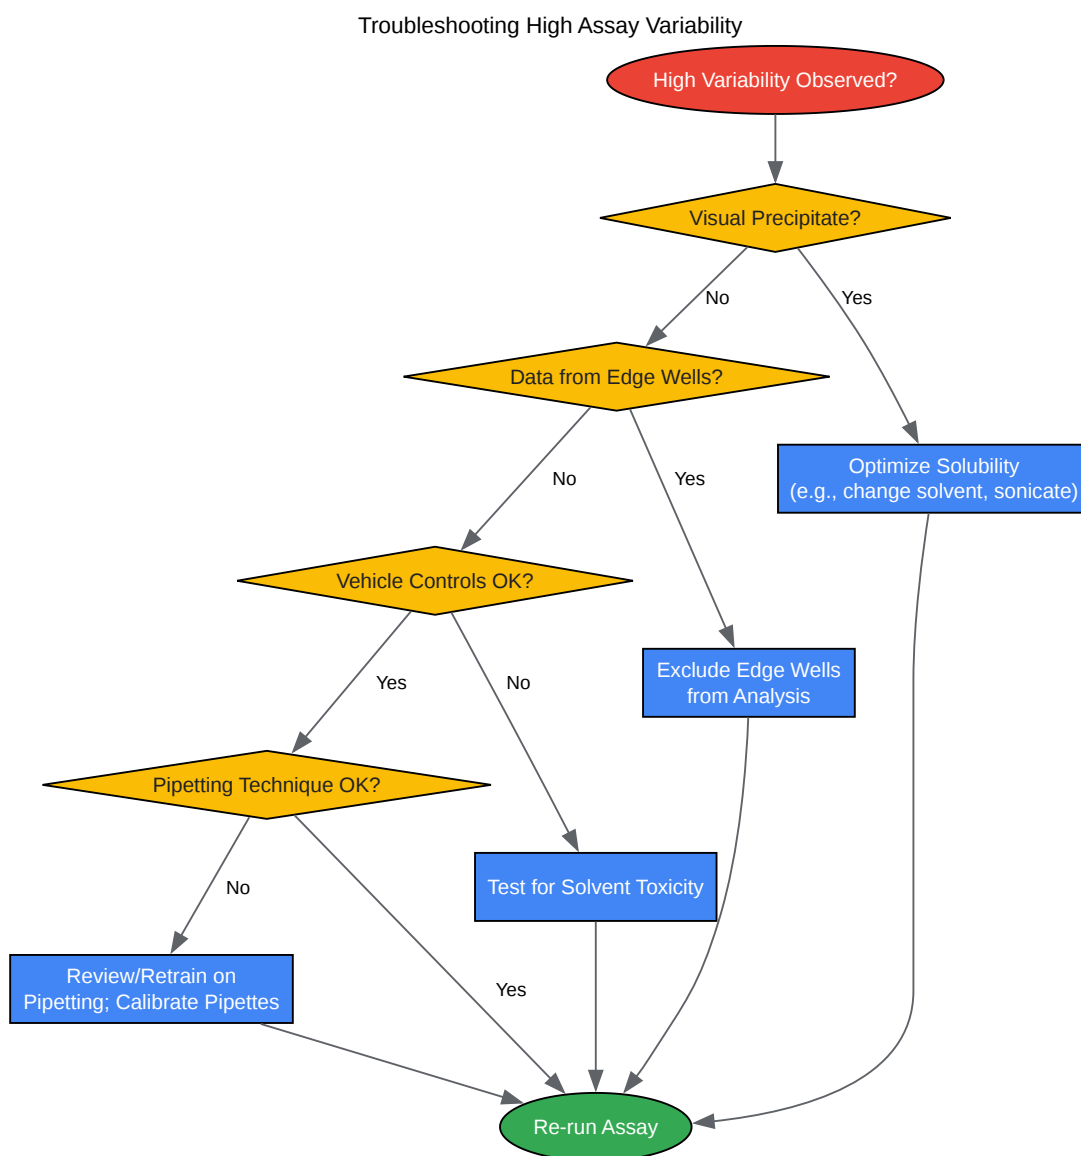 Troubleshooting High Assay Variability
High Variability Observed?
Visual Precipitate?
No
Yes
Data from Edge Wells?
Optimize Solubility
(e.g., change solvent, sonicate)
No
Yes
Vehicle Controls OK?
Exclude Edge Wells
from Analysis
Yes
No
Pipetting Technique OK?
Test for Solvent Toxicity
No
Review/Retrain on
Pipetting; Calibrate Pipettes
Yes
Re-run Assay